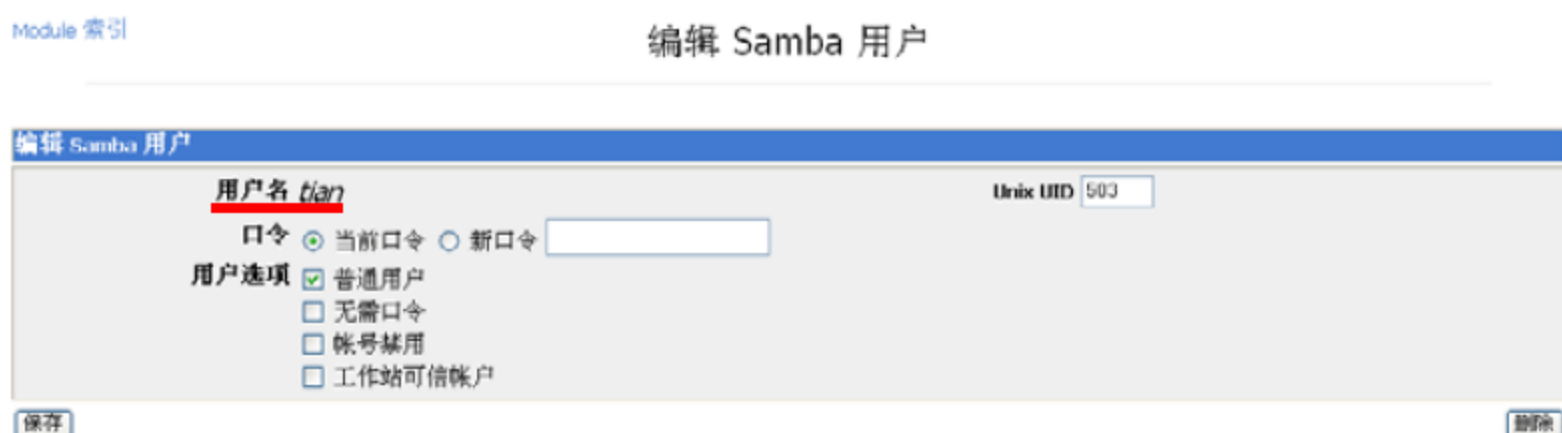 Module 索引
编辑 Samba 用户
编辑 Samba 用户
用户名 tian Unix UID 503
口令 当前口令 新口令
用户选项 普通用户
无需口令
帐号禁用
工作站可信帐户
保存 删除